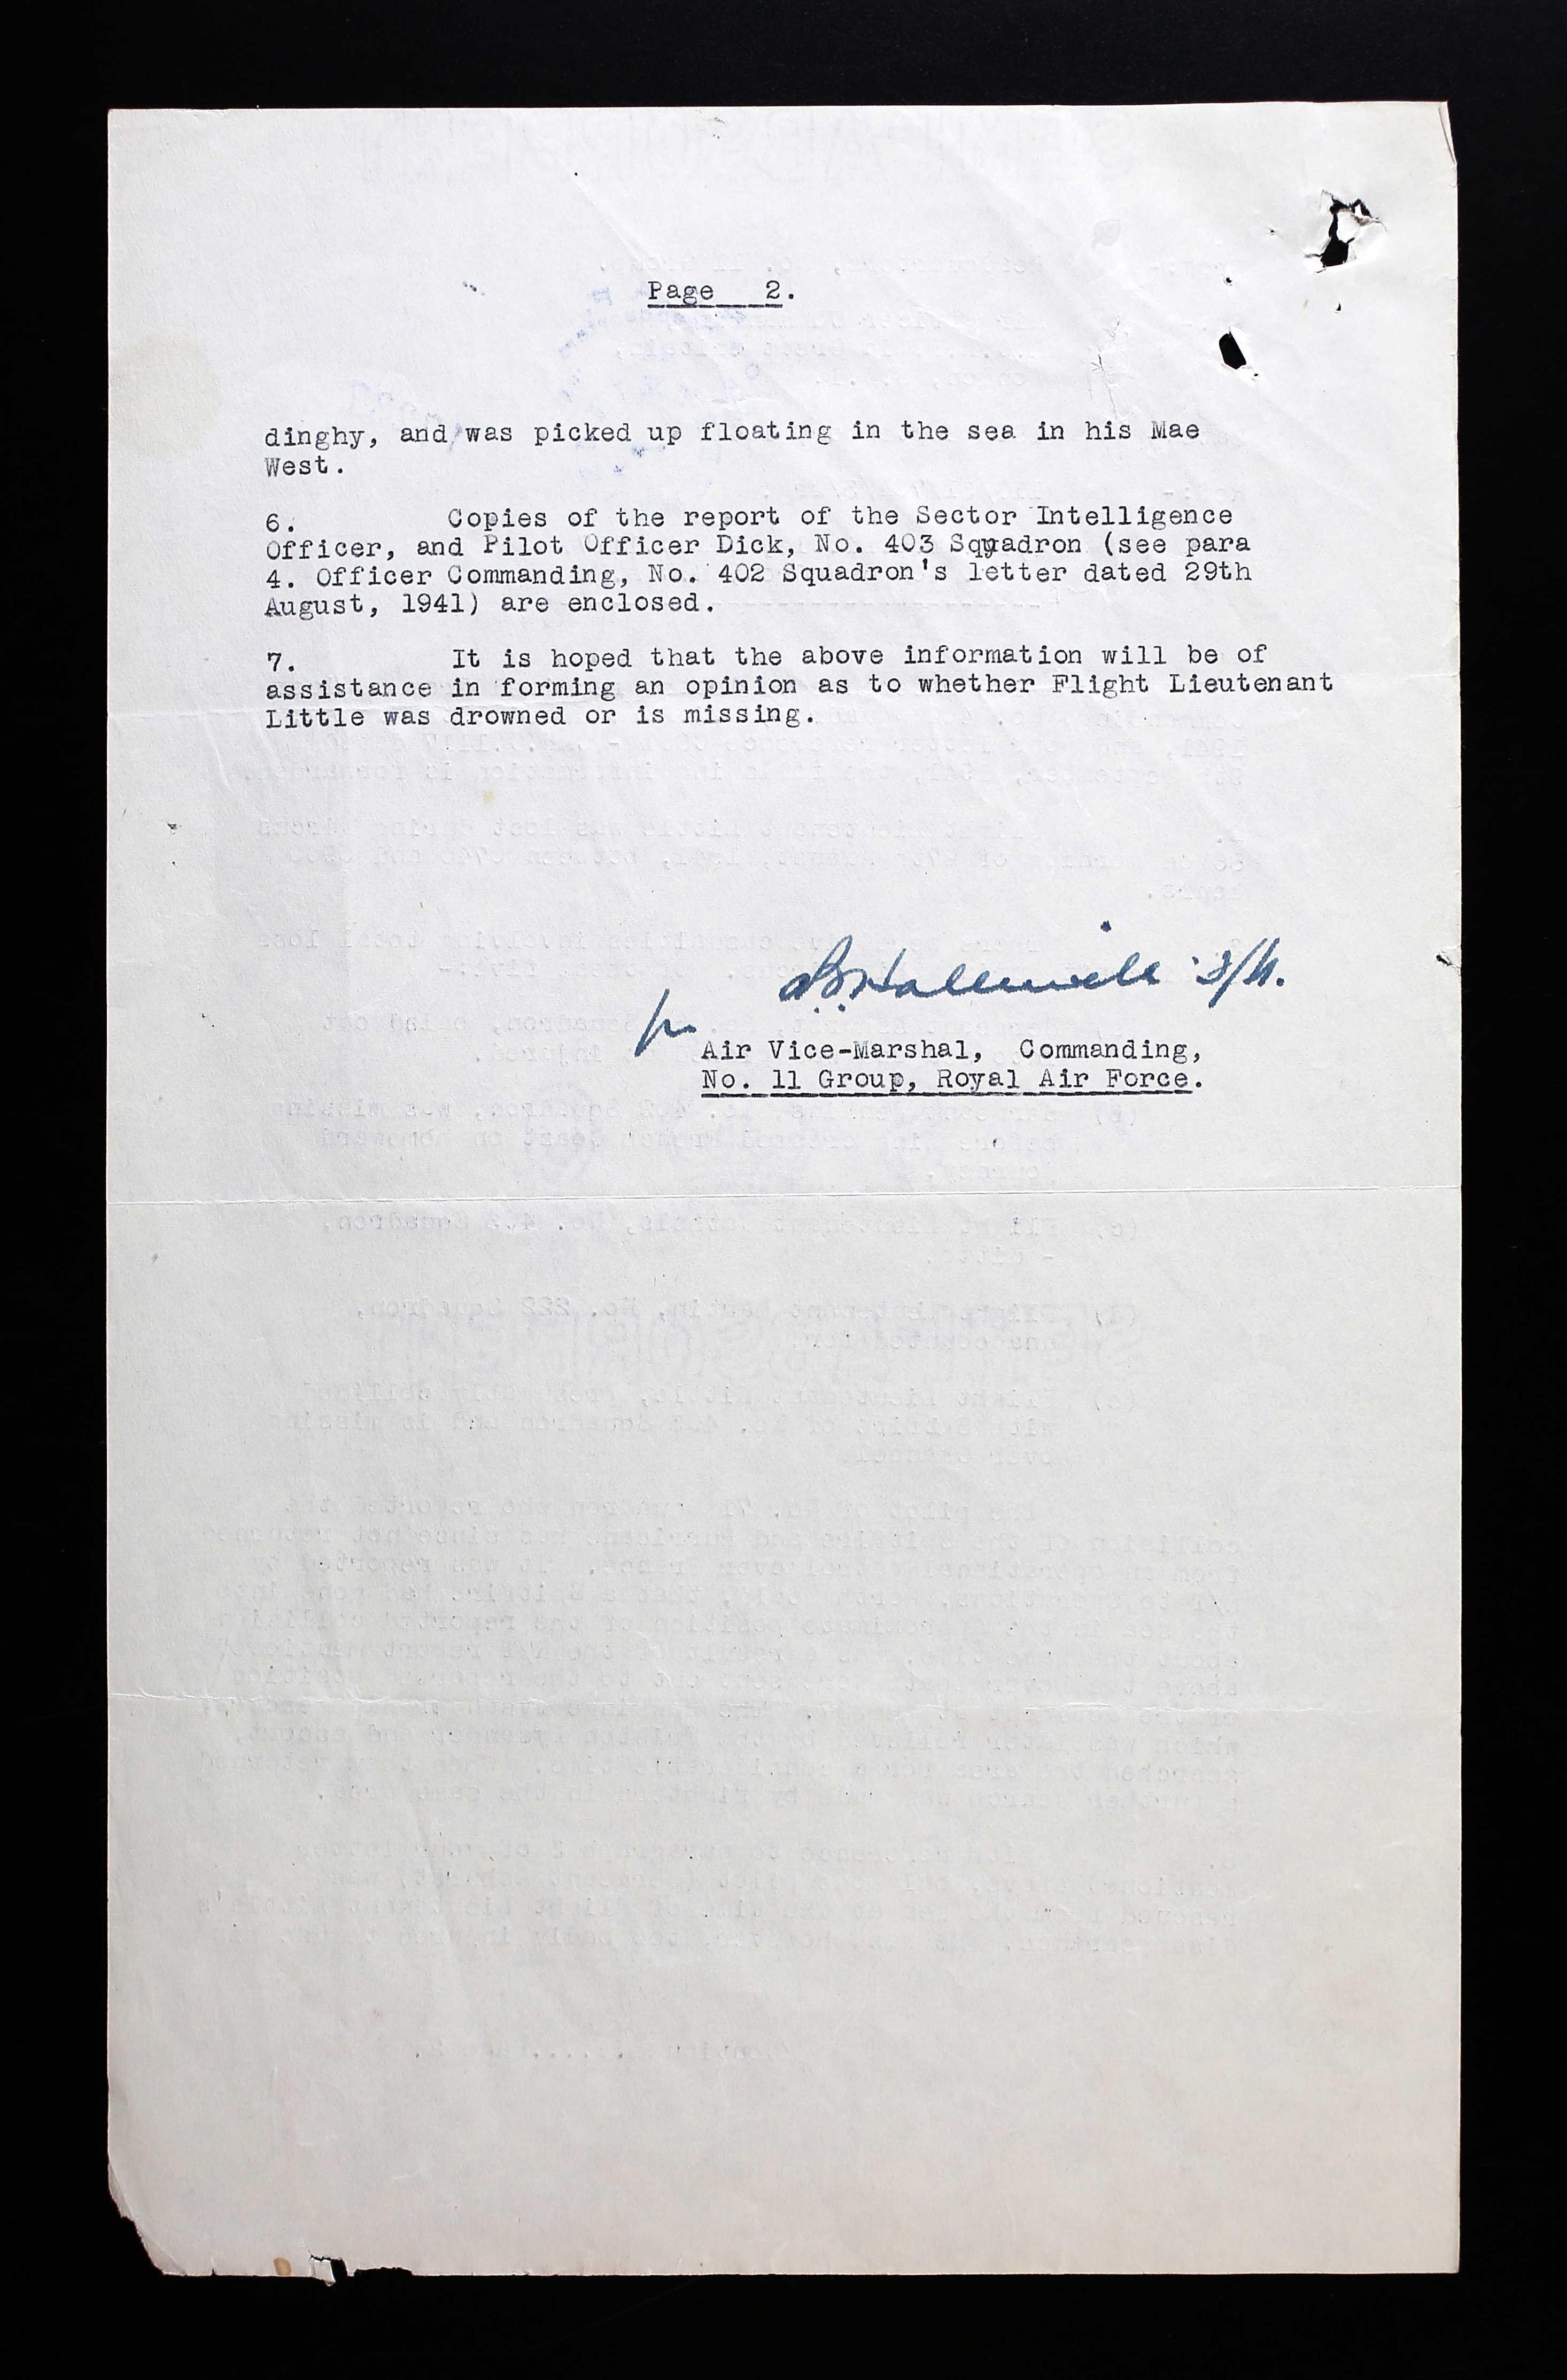 Page 2.
dinghy, and was picked up floating in the sea in his Mae
West.
6. Copies of the report of the Sector Intelligence
Officer, and Pilot Officer Dick, No. 403 Squadron (see para
4. Officer Commanding, No. 402 Squadron's letter dated 29th
August, 1941) are enclosed.
7. It is hoped that the above information will be of
assistance in forming an opinion as to whether Flight Lieutenant
Little was drowned or is missing.
for
Air Vice-Marshal, Commanding,
No. 11 Group, Royal Air Force.